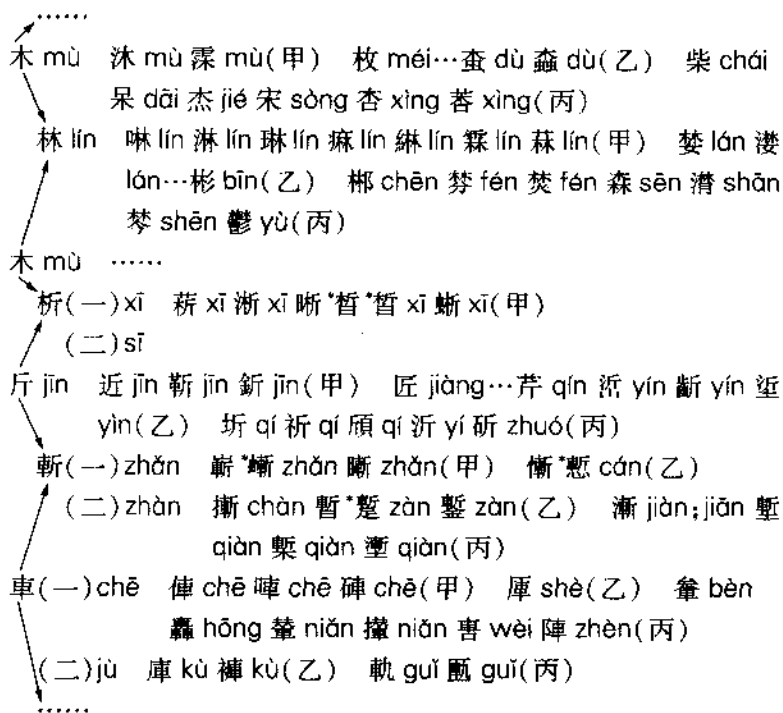 ……
木 mù 沐 mù 霂 mù(甲) 枚 méi…蚉 dù 螙 dù(乙) 柴 chái
呆 dāi 杰 jié 宋 sòng 杏 xìng 莕 xìng(丙)
林 lín 啉 lín 淋 lín 琳 lín 痳 lín 綝 lín 霖 lín 菻 lín(甲) 婪 lán 漤
lán…彬 bīn(乙) 郴 chēn 棼 fén 焚 fén 森 sēn 潸 shān
棽 shēn 鬱 yù(丙)
木 mù ……
析(一)xī 菥 xī 淅 xī 晰*晳*皙 xī 蜥 xī(甲)
(二)sī
斤 jīn 近 jìn 靳 jìn 釿 jīn(甲) 匠 jiàng…芹 qín 泿 yín 齗 yín 垽
yìn(乙) 圻 qí 祈 qí 頎 qí 沂 yí 斫 zhuó(丙)
斬(一)zhǎn 嶄*嶃 zhǎn 㫊 zhǎn(甲) 慚*慙 cán(乙)
(二)zhàn 摲 chàn 暫*蹔 zàn 鏨 zàn(乙) 漸 jiàn;jiān 塹
qiàn 槧 qiàn 壍 qiàn(丙)
車(一)chē 俥 chē 唓 chē 硨 chē(甲) 厙 shè(乙) 輋 bèn
轟 hōng 輦 niǎn 攆 niǎn 軎 wèi 陣 zhèn(丙)
(二)jù 庫 kù 褲 kù(乙) 軌 guǐ 匭 guǐ(丙)
……